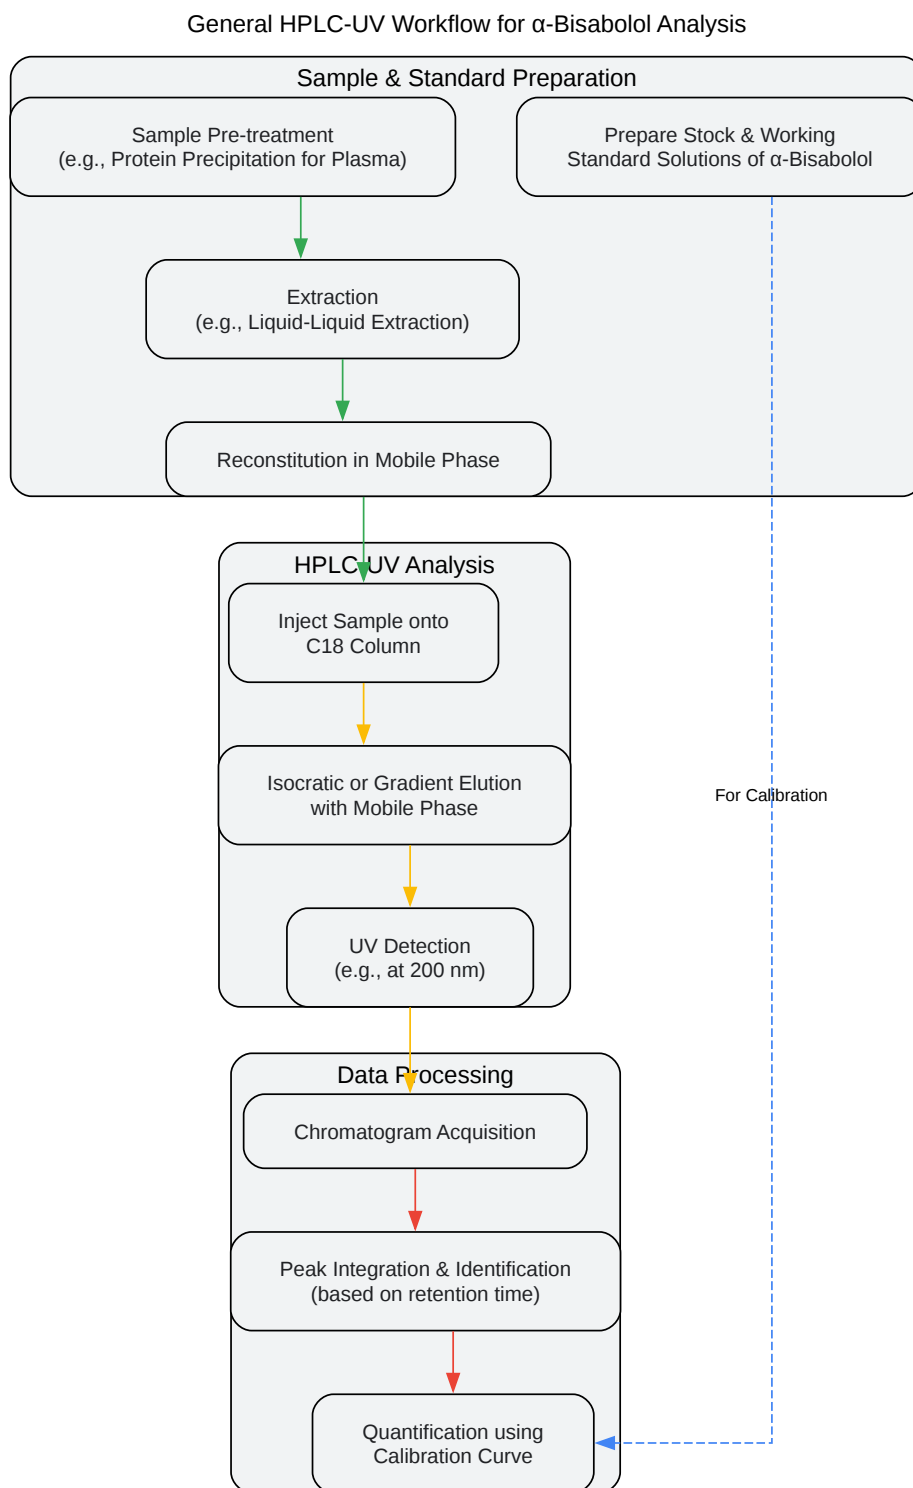 General HPLC-UV Workflow for α-Bisabolol Analysis
Sample & Standard Preparation
Sample Pre-treatment
(e.g., Protein Precipitation for Plasma)
Prepare Stock & Working
Standard Solutions of α-Bisabolol
Extraction
(e.g., Liquid-Liquid Extraction)
Reconstitution in Mobile Phase
HPLC-UV Analysis
Inject Sample onto
C18 Column
Isocratic or Gradient Elution
with Mobile Phase
For Calibration
UV Detection
(e.g., at 200 nm)
Data Processing
Chromatogram Acquisition
Peak Integration & Identification
(based on retention time)
Quantification using
Calibration Curve